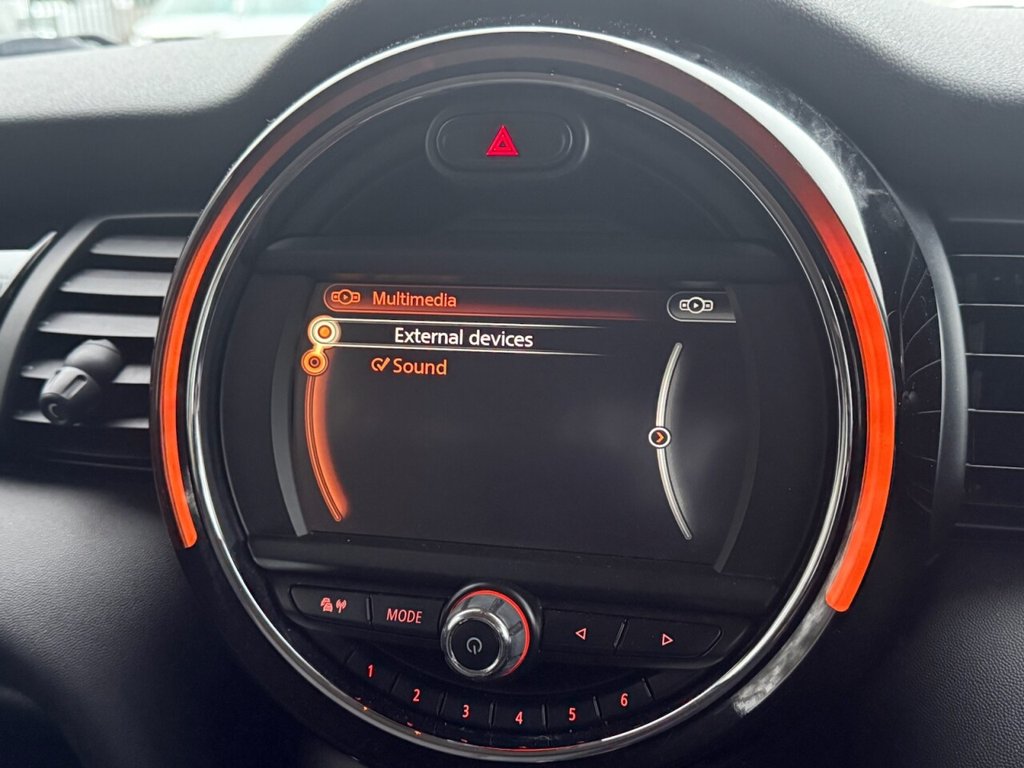 Multimedia
External devices
Sound
MODE
1 2 3 4 5 6